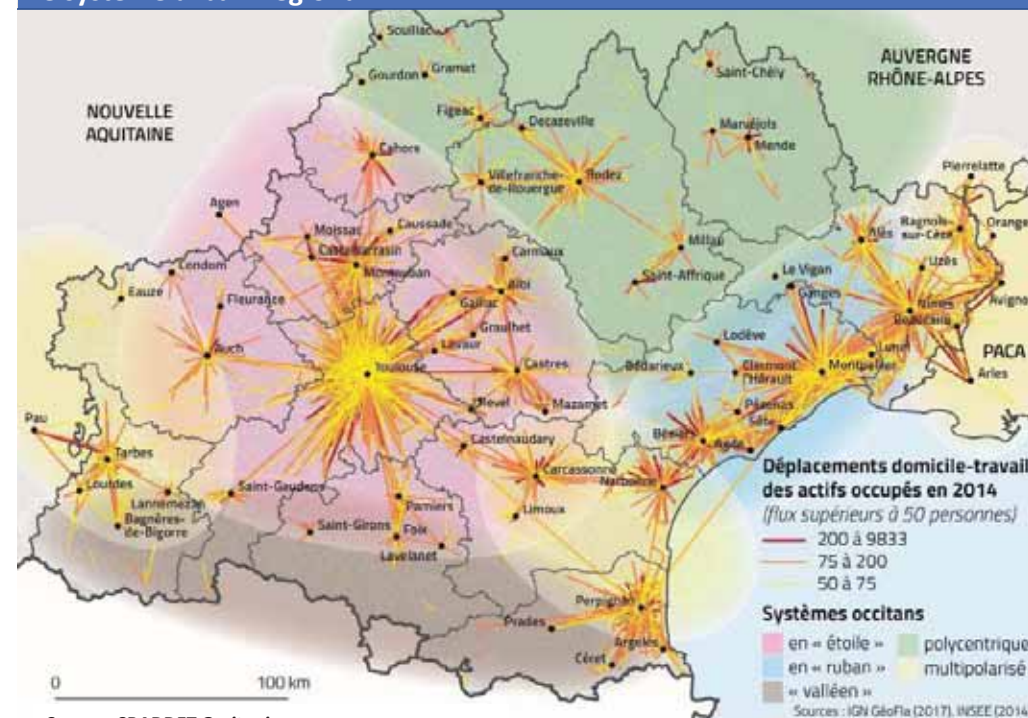 AUVERGNE
RHÔNE-ALPES
NOUVELLE
AQUITAINE
Souillac
Gourdon
Gramat
Saint-Chély
Figeac
Decazeville
Marvejols
Mende
Cahors
Villefranche-
de-Rouergue
Rodez
Pierrelatte
Agen
Moissac
Caussade
Castelsarrasin
Montauban
Carmaux
Millau
Alès
Bagnols-
sur-Cèze
Orange
Condom
Eauze
Fleurance
Gaillac
Albi
Saint-Affrique
Le Vigan
Ganges
Uzès
Nîmes
Avigno
Beaucaire
Graulhet
Lavaur
Auch
Toulouse
Castres
Lodève
Lunel
PACA
Bédarieux
Clermont
l'Hérault
Montpellier
Arles
Revel
Mazamet
Pézenas
Sète
Pau
Tarbes
Castelnaudary
Béziers
Agde
Lourdes
Lannemezan
Saint-Gaudens
Carcassonne
Narbonne
Bagnères-
de-Bigorre
Pamiers
Limoux
Saint-Girons
Foix
Lavelanet
Perpignan
Prades
Argelès
Céret
0
100 km
Déplacements domicile-travail
des actifs occupés en 2014
(flux supérieurs à 50 personnes)
200 à 9833
75 à 200
50 à 75
Systèmes occitans
en « étoile »
polycentrique
en « ruban »
multipolarisé
« valléen »
Sources : IGN GéoFla (2017), INSEE (2014